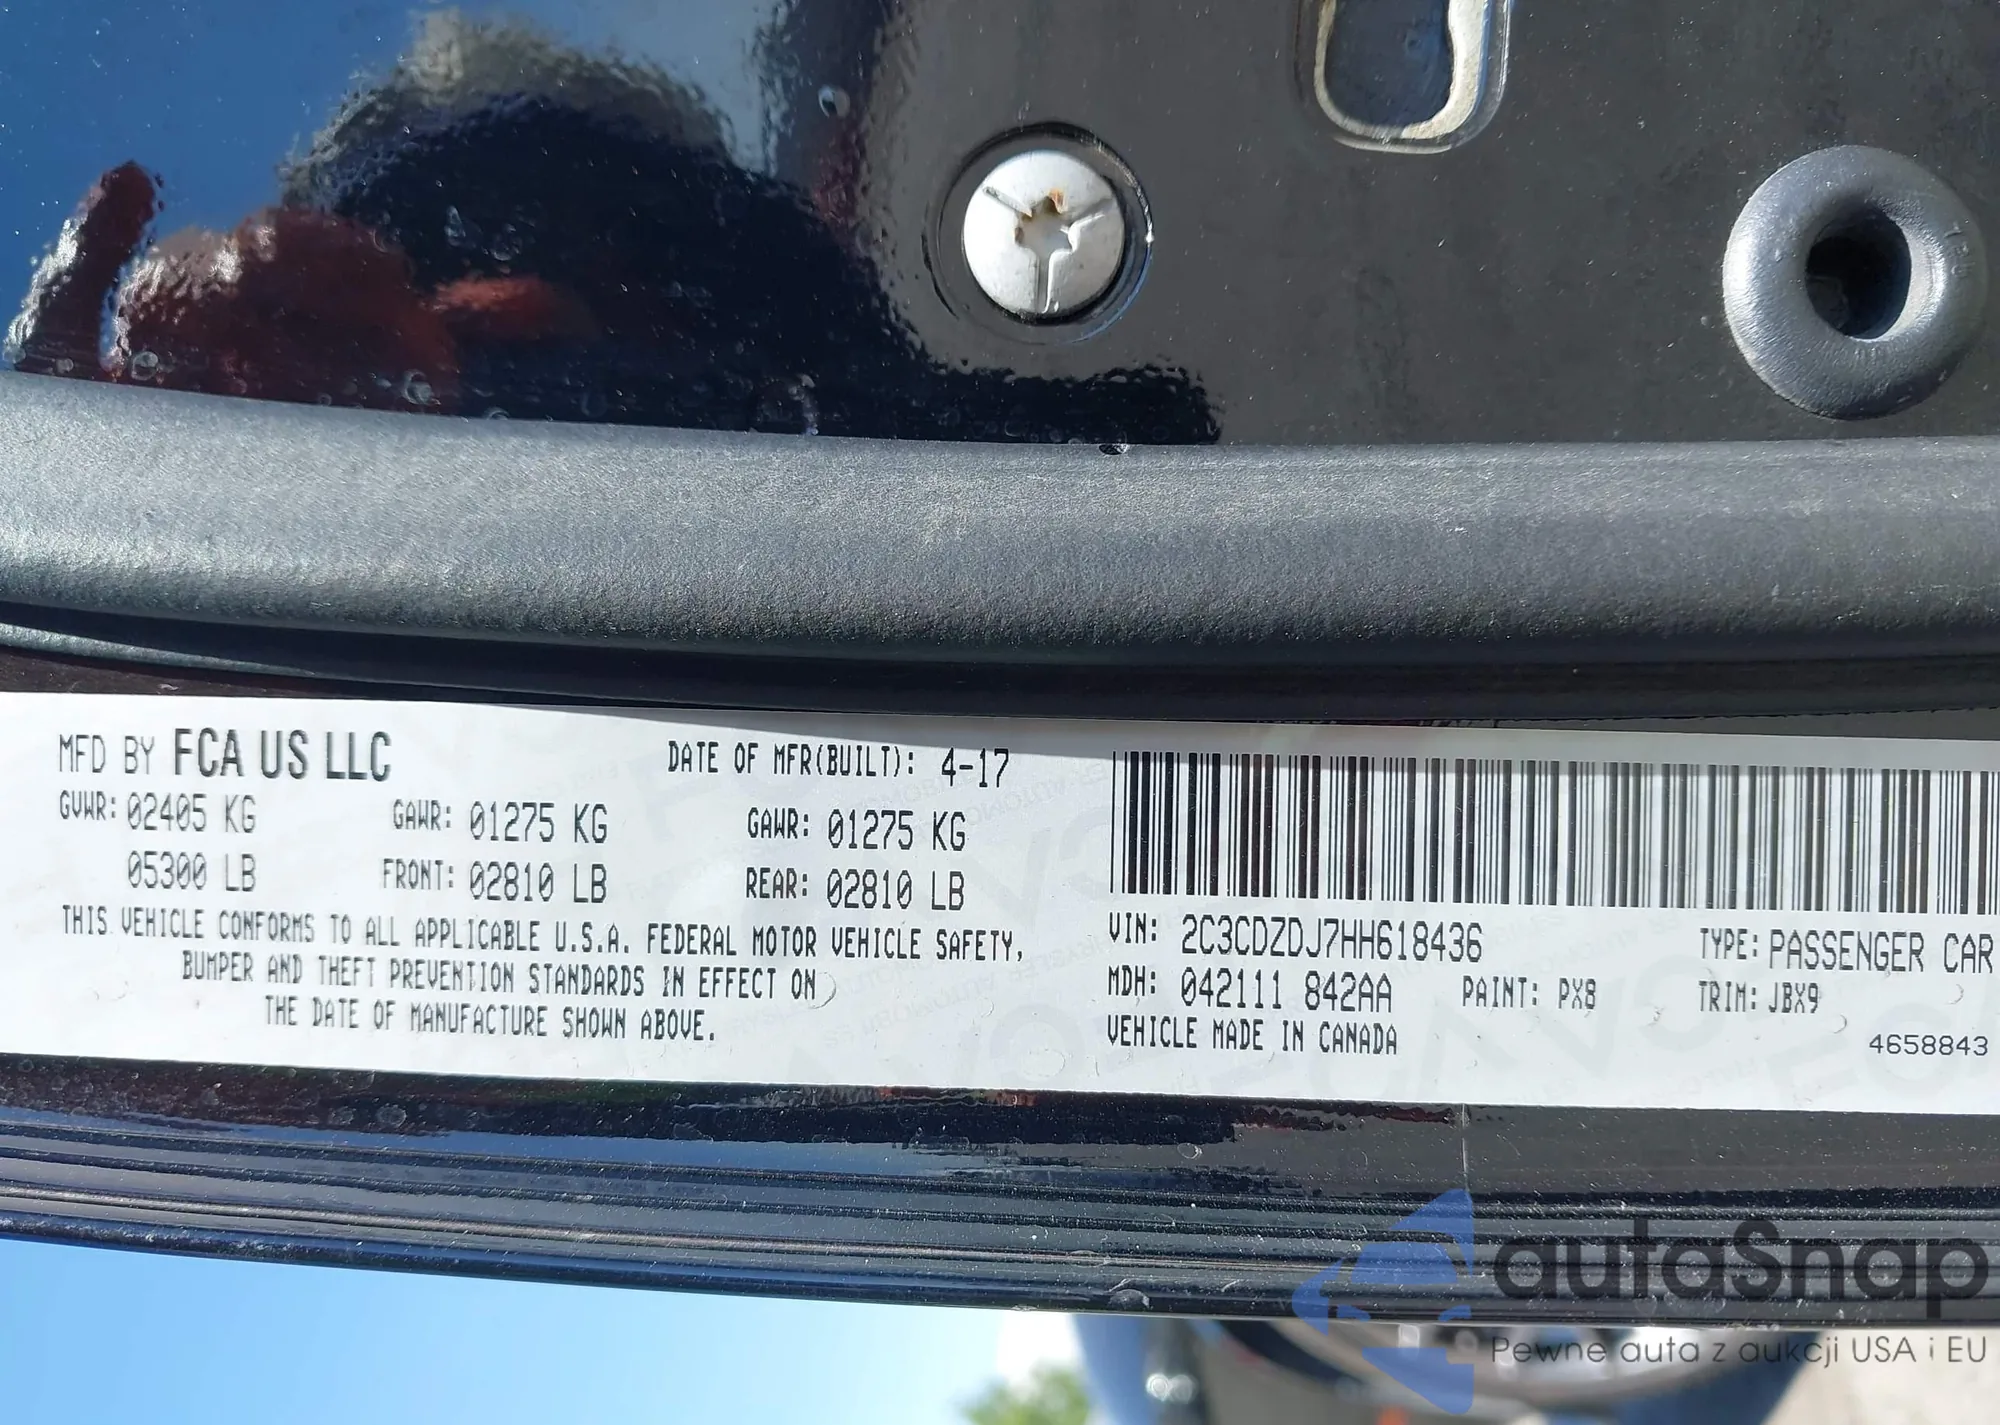 MFD BY FCA US LLC
DATE OF MFR(BUILT): 4-17
GVWR: 02405 KG
GAWR: 01275 KG
GAWR: 01275 KG
05300 LB
FRONT: 02810 LB
REAR: 02810 LB
THIS VEHICLE CONFORMS TO ALL APPLICABLE U.S.A. FEDERAL MOTOR VEHICLE SAFETY,
BUMPER AND THEFT PREVENTION STANDARDS IN EFFECT ON
THE DATE OF MANUFACTURE SHOWN ABOVE.
VIN: 2C3CDZDJ7HH618436
TYPE: PASSENGER CAR
MDH: 042111 842AA
PAINT: PX8
TRIM: JBX9
VEHICLE MADE IN CANADA
4658843
autaSnap
Pewne auta z aukcji USA i EU